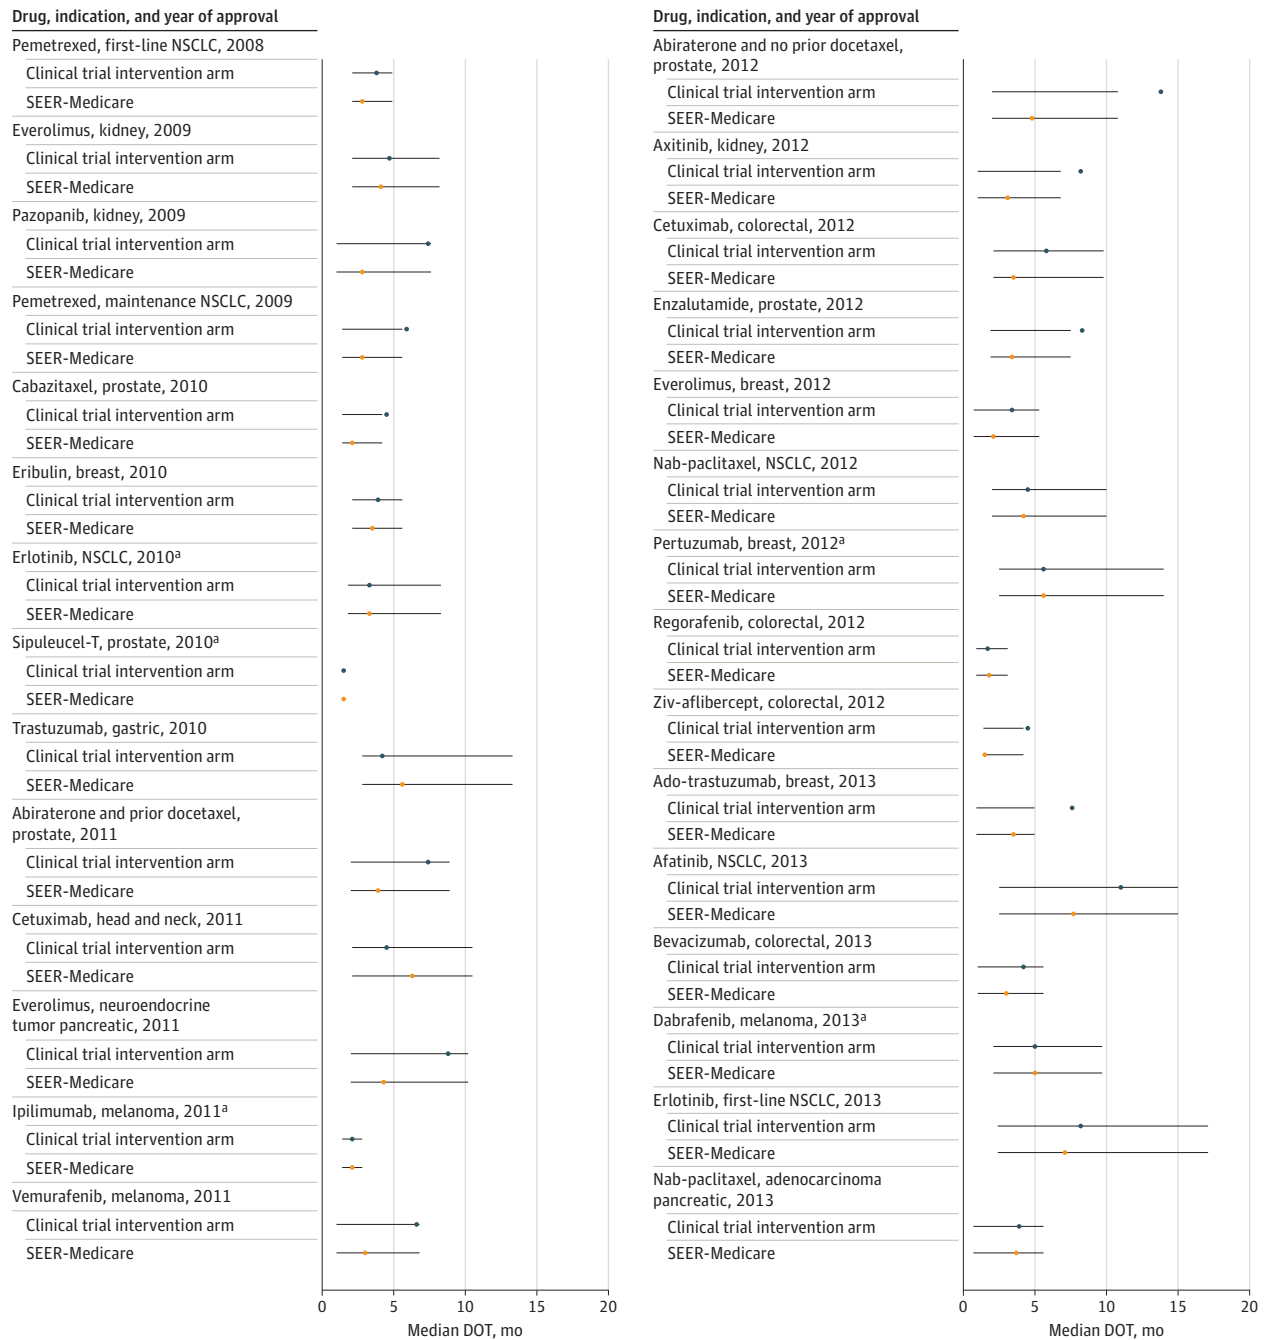 Drug, indication, and year of approval
Pemetrexed, first-line NSCLC, 2008
Clinical trial intervention arm
SEER-Medicare
Everolimus, kidney, 2009
Clinical trial intervention arm
SEER-Medicare
Pazopanib, kidney, 2009
Clinical trial intervention arm
SEER-Medicare
Pemetrexed, maintenance NSCLC, 2009
Clinical trial intervention arm
SEER-Medicare
Cabazitaxel, prostate, 2010
Clinical trial intervention arm
SEER-Medicare
Eribulin, breast, 2010
Clinical trial intervention arm
SEER-Medicare
Erlotinib, NSCLC, 2010a
Clinical trial intervention arm
SEER-Medicare
Sipuleucel-T, prostate, 2010a
Clinical trial intervention arm
SEER-Medicare
Trastuzumab, gastric, 2010
Clinical trial intervention arm
SEER-Medicare
Abiraterone and prior docetaxel,
prostate, 2011
Clinical trial intervention arm
SEER-Medicare
Cetuximab, head and neck, 2011
Clinical trial intervention arm
SEER-Medicare
Everolimus, neuroendocrine
tumor pancreatic, 2011
Clinical trial intervention arm
SEER-Medicare
Ipilimumab, melanoma, 2011a
Clinical trial intervention arm
SEER-Medicare
Vemurafenib, melanoma, 2011
Clinical trial intervention arm
SEER-Medicare
0 5 10 15 20
Median DOT, mo
Drug, indication, and year of approval
Abiraterone and no prior docetaxel,
prostate, 2012
Clinical trial intervention arm
SEER-Medicare
Axitinib, kidney, 2012
Clinical trial intervention arm
SEER-Medicare
Cetuximab, colorectal, 2012
Clinical trial intervention arm
SEER-Medicare
Enzalutamide, prostate, 2012
Clinical trial intervention arm
SEER-Medicare
Everolimus, breast, 2012
Clinical trial intervention arm
SEER-Medicare
Nab-paclitaxel, NSCLC, 2012
Clinical trial intervention arm
SEER-Medicare
Pertuzumab, breast, 2012a
Clinical trial intervention arm
SEER-Medicare
Regorafenib, colorectal, 2012
Clinical trial intervention arm
SEER-Medicare
Ziv-aflibercept, colorectal, 2012
Clinical trial intervention arm
SEER-Medicare
Ado-trastuzumab, breast, 2013
Clinical trial intervention arm
SEER-Medicare
Afatinib, NSCLC, 2013
Clinical trial intervention arm
SEER-Medicare
Bevacizumab, colorectal, 2013
Clinical trial intervention arm
SEER-Medicare
Dabrafenib, melanoma, 2013a
Clinical trial intervention arm
SEER-Medicare
Erlotinib, first-line NSCLC, 2013
Clinical trial intervention arm
SEER-Medicare
Nab-paclitaxel, adenocarcinoma
pancreatic, 2013
Clinical trial intervention arm
SEER-Medicare
0 5 10 15 20
Median DOT, mo